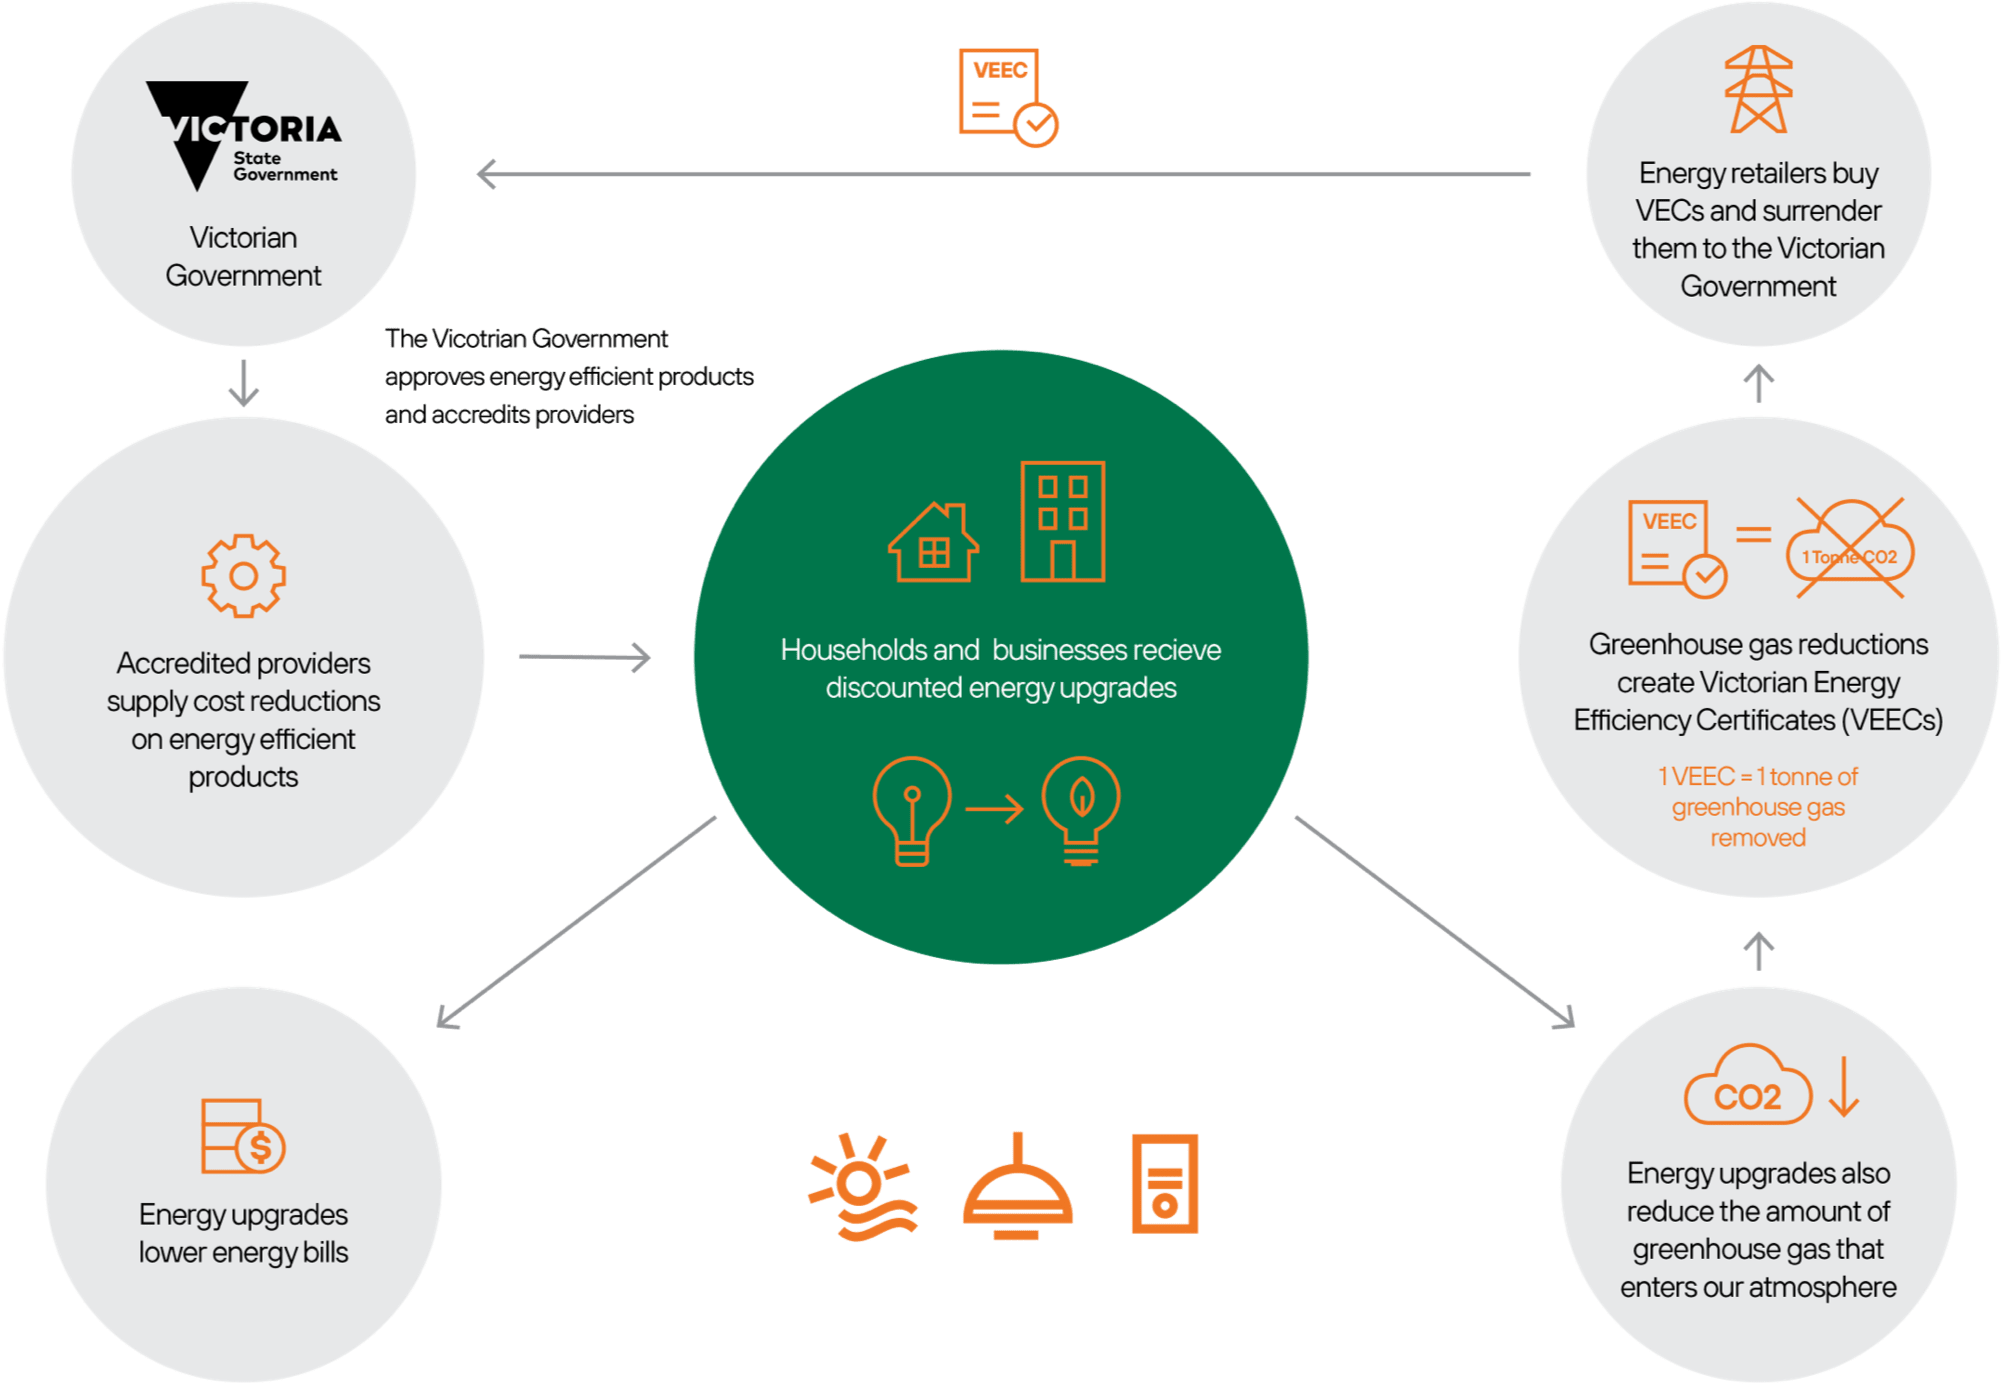 VICTORIA
State
Government
Victorian
Government
VEEC
Energy retailers buy
VECs and surrender
them to the Victorian
Government
The Vicotrian Government
approves energy efficient products
and accredits providers
Accredited providers
supply cost reductions
on energy efficient
products
Households and businesses recieve
discounted energy upgrades
VEEC
1 Tonne CO2
Greenhouse gas reductions
create Victorian Energy
Efficiency Certificates (VEECs)
1 VEEC = 1 tonne of
greenhouse gas
removed
$
Energy upgrades
lower energy bills
CO2
Energy upgrades also
reduce the amount of
greenhouse gas that
enters our atmosphere